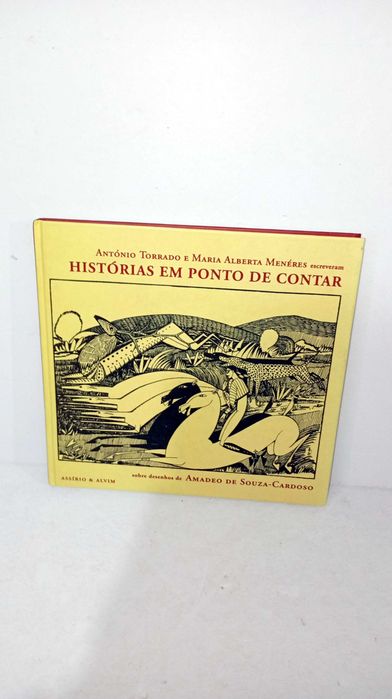 António Torrado e Maria Alberta Menéres escreveram
HISTÓRIAS EM PONTO DE CONTAR
ASSÍRIO & ALVIM
sobre desenhos de Amadeo de Souza-Cardoso